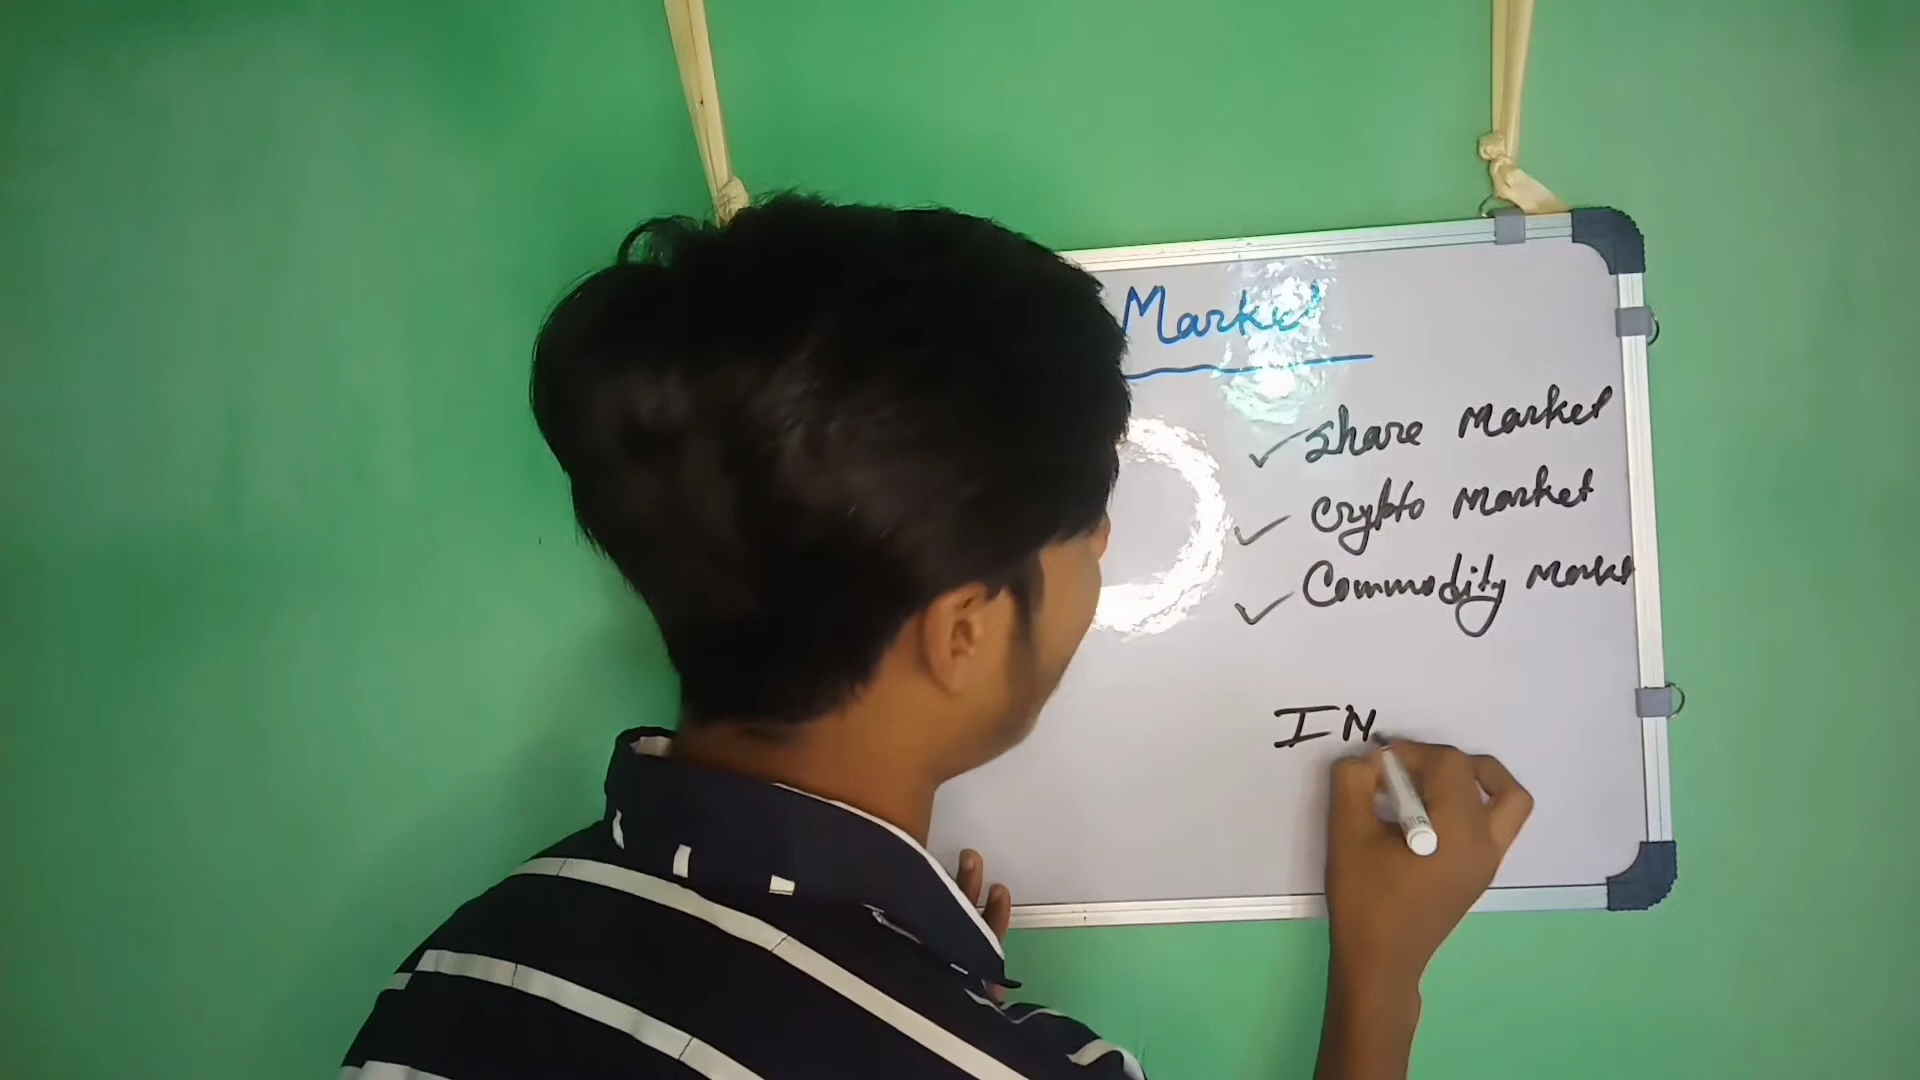 Market
✓ Share Market
✓ Crypto Market
✓ Commodity Market
IN